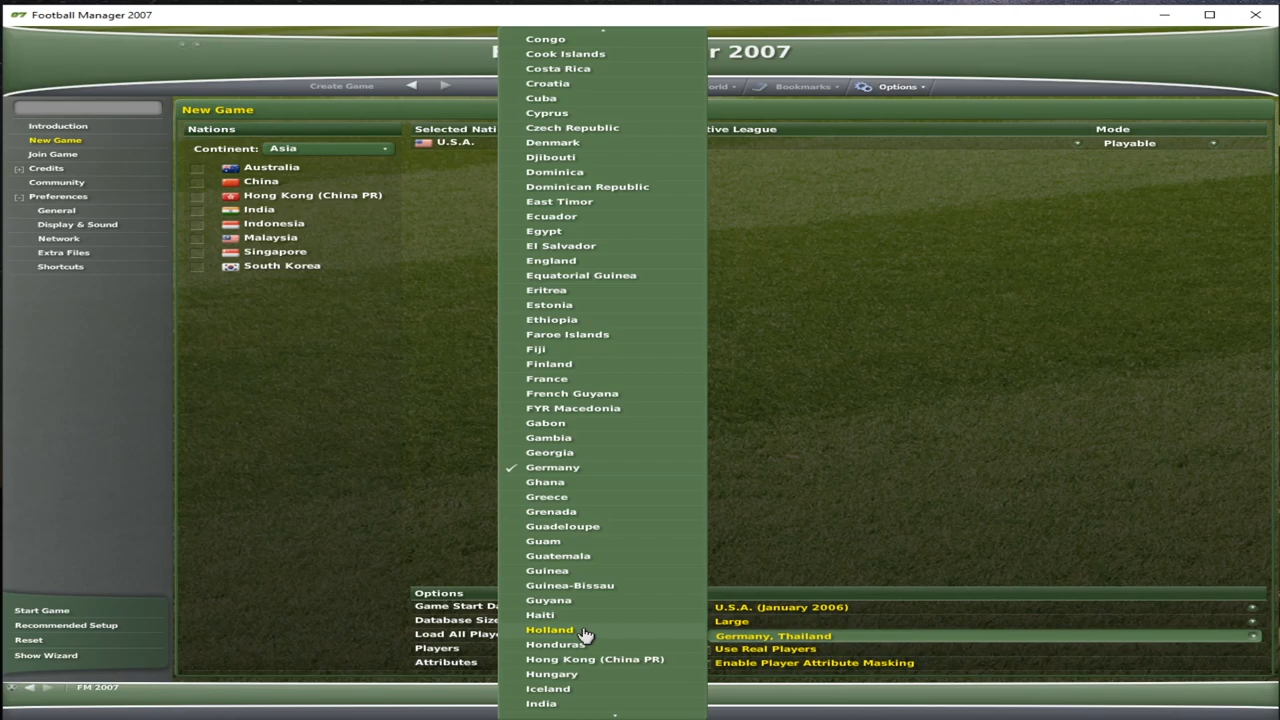 Football Manager 2007
r 2007
Create Game
orld
Bookmarks
Options
Introduction
New Game
Join Game
Credits
Community
Preferences
General
Display & Sound
Network
Extra Files
Shortcuts
Start Game
Recommended Setup
Reset
Show Wizard
FM 2007
New Game
Nations
Continent: Asia
Australia
China
Hong Kong (China PR)
India
Indonesia
Malaysia
Singapore
South Korea
Selected Nati
U.S.A.
tive League
Mode
Playable
Congo
Cook Islands
Costa Rica
Croatia
Cuba
Cyprus
Czech Republic
Denmark
Djibouti
Dominica
Dominican Republic
East Timor
Ecuador
Egypt
El Salvador
England
Equatorial Guinea
Eritrea
Estonia
Ethiopia
Faroe Islands
Fiji
Finland
France
French Guyana
FYR Macedonia
Gabon
Gambia
Georgia
Germany
Ghana
Greece
Grenada
Guadeloupe
Guam
Guatemala
Guinea
Guinea-Bissau
Guyana
Haiti
Holland
Honduras
Hong Kong (China PR)
Hungary
Iceland
India
Options
Game Start Da
U.S.A. (January 2006)
Database Size
Large
Load All Playe
Germany, Thailand
Players
Use Real Players
Attributes
Enable Player Attribute Masking